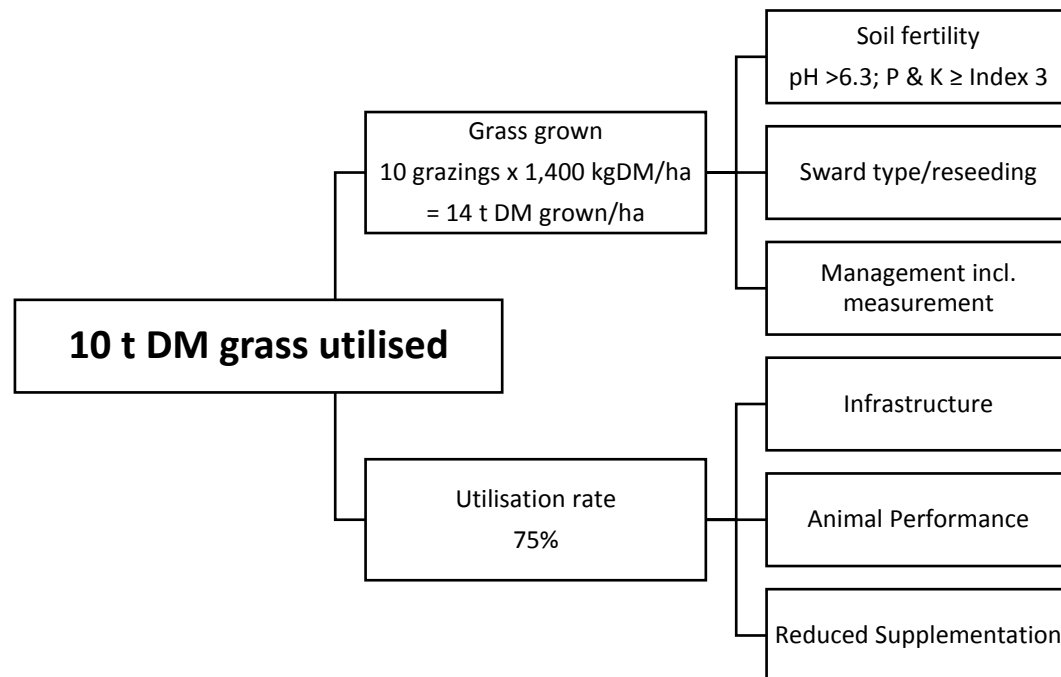 Soil fertility
pH >6.3; P & K ≥ Index 3
Grass grown
10 grazings x 1,400 kgDM/ha
= 14 t DM grown/ha
Sward type/reseeding
Management incl.
measurement
10 t DM grass utilised
Infrastructure
Utilisation rate
75%
Animal Performance
Reduced Supplementation